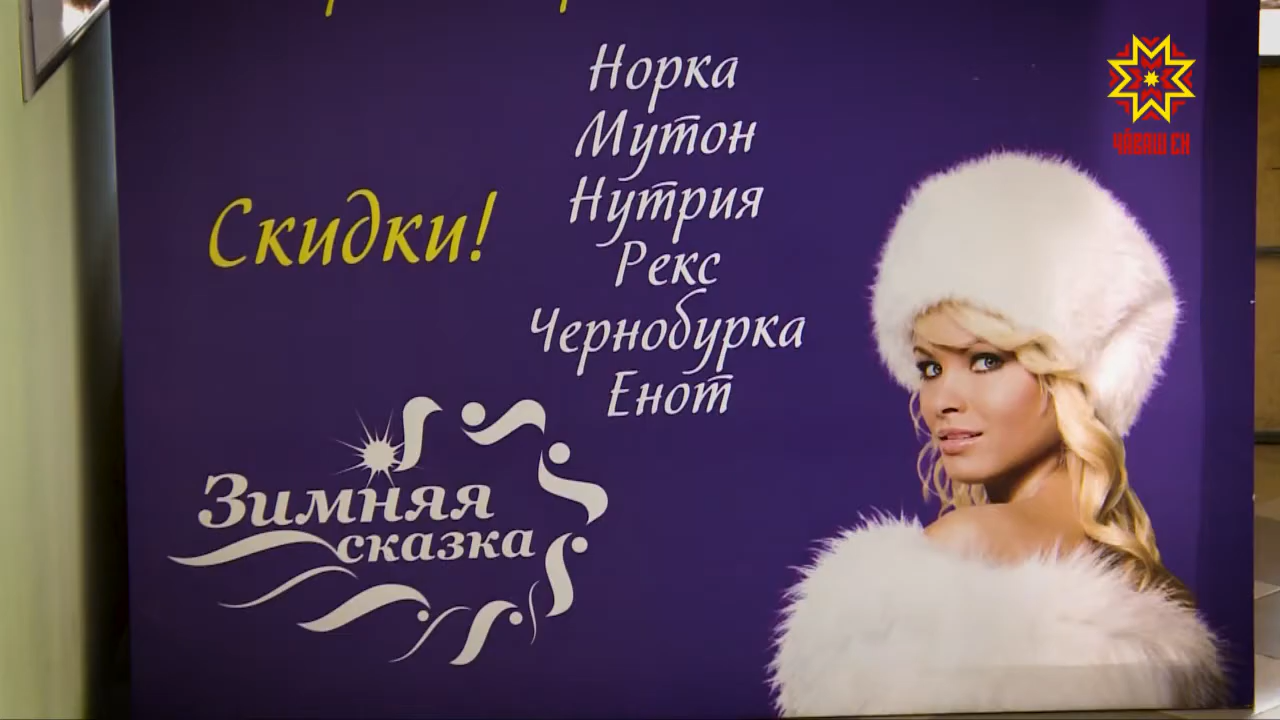 Норка
Мутон
Нутрия
Рекс
Чернобурка
Енот
Скидки!
Зимняя
сказка
ЧӐВАШ ЕН